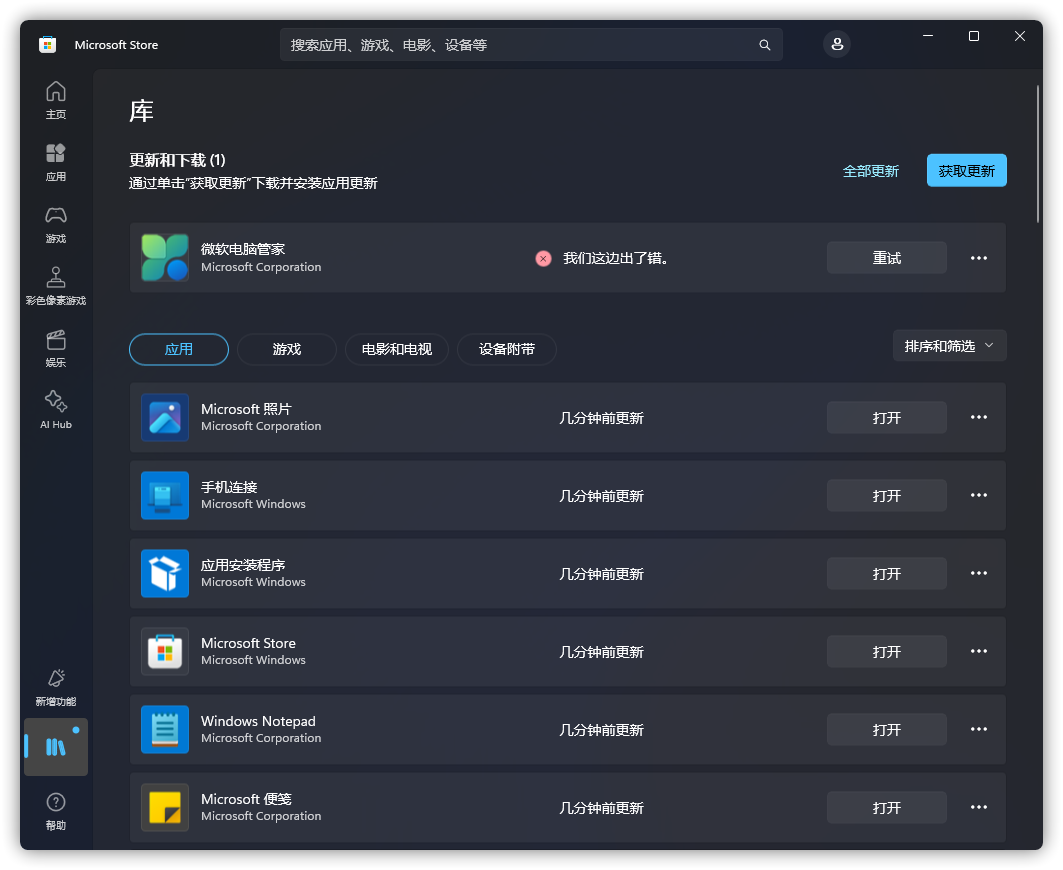 Microsoft Store
搜索应用、游戏、电影、设备等
主页
应用
游戏
彩色像素游戏
娱乐
AI Hub
新增功能
帮助
库
更新和下载 (1)
通过单击"获取更新"下载并安装应用更新
全部更新
获取更新
微软电脑管家
Microsoft Corporation
我们这边出了错。
重试
应用
游戏
电影和电视
设备附带
排序和筛选
Microsoft 照片
Microsoft Corporation
几分钟前更新
打开
手机连接
Microsoft Windows
几分钟前更新
打开
应用安装程序
Microsoft Windows
几分钟前更新
打开
Microsoft Store
Microsoft Windows
几分钟前更新
打开
Windows Notepad
Microsoft Corporation
几分钟前更新
打开
Microsoft 便笺
Microsoft Corporation
几分钟前更新
打开